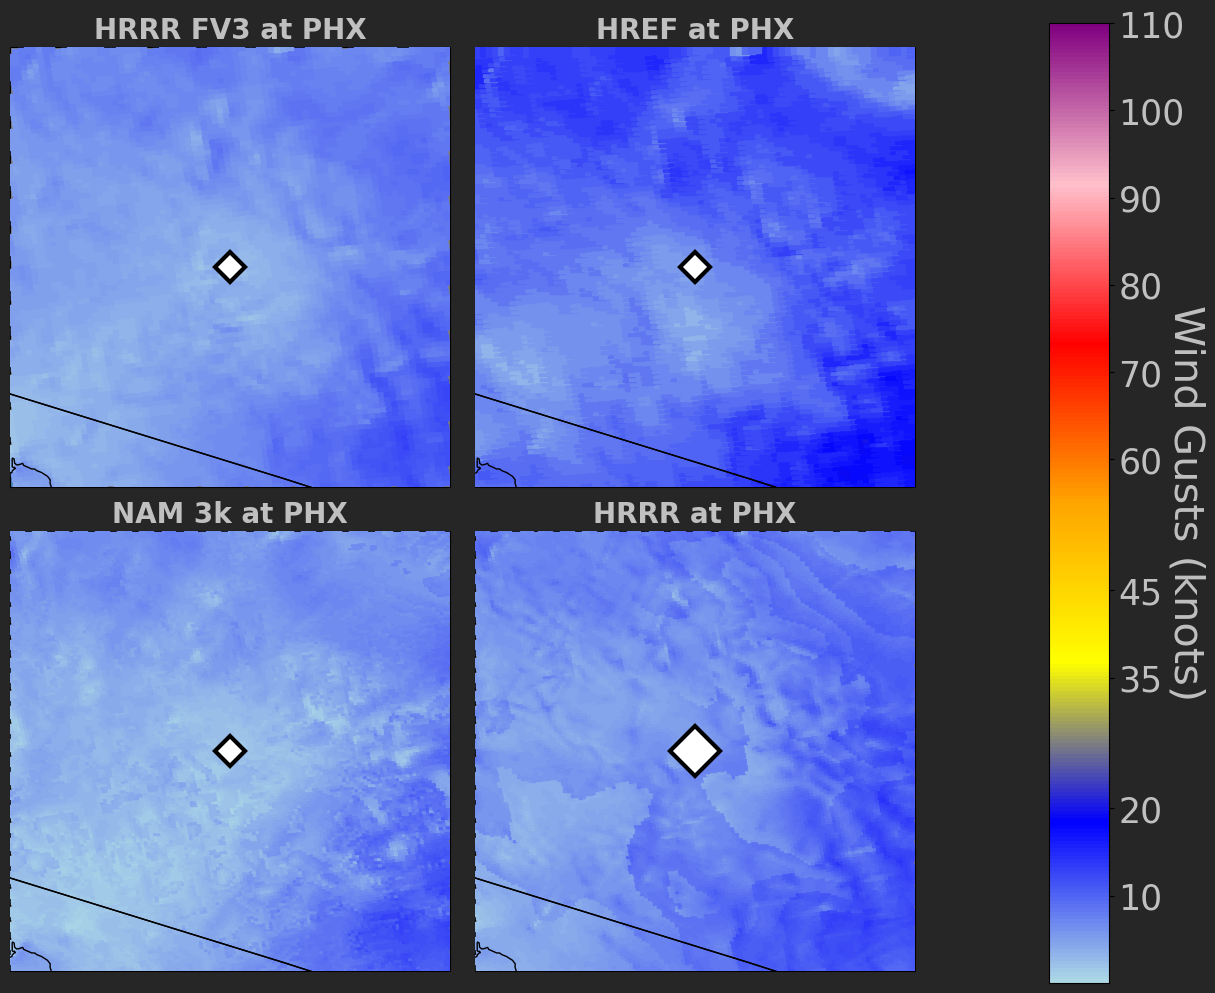 HRRR FV3 at PHX
HREF at PHX
NAM 3k at PHX
HRRR at PHX
110
100
90
80
70
60
45
35
20
10
Wind Gusts (knots)